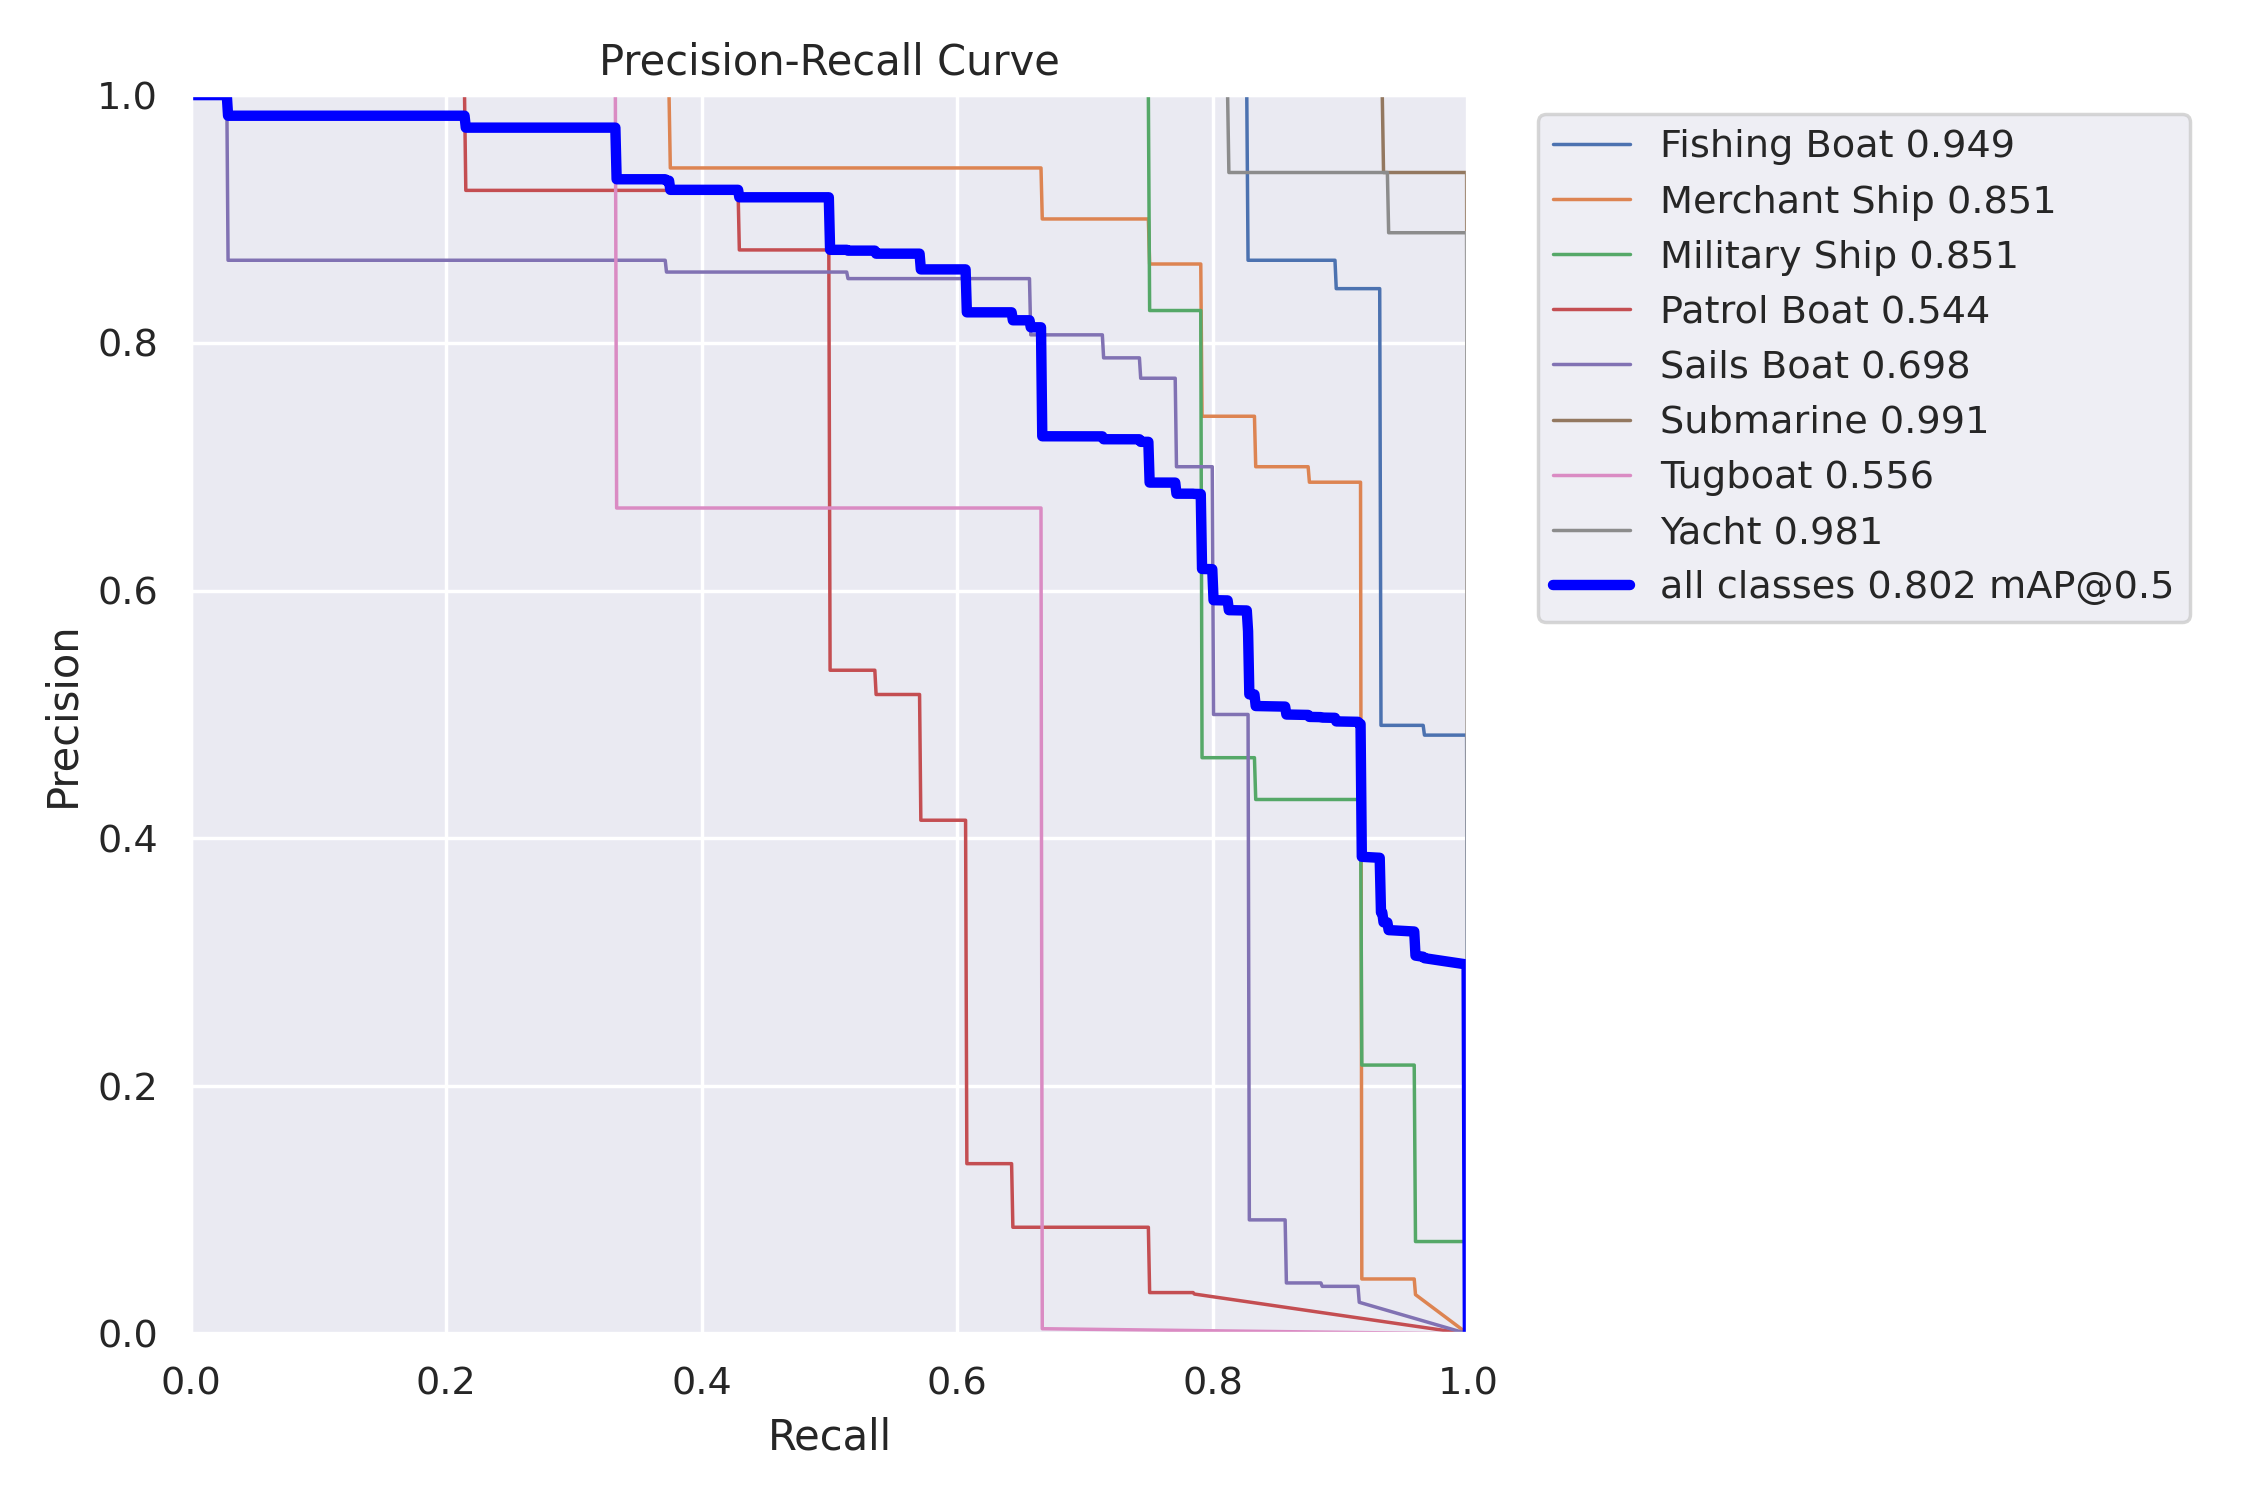 Precision-Recall Curve
1.0
0.8
0.6
0.4
0.2
0.0
Precision
0.0 0.2 0.4 0.6 0.8 1.0
Recall
Fishing Boat 0.949
Merchant Ship 0.851
Military Ship 0.851
Patrol Boat 0.544
Sails Boat 0.698
Submarine 0.991
Tugboat 0.556
Yacht 0.981
all classes 0.802 mAP@0.5